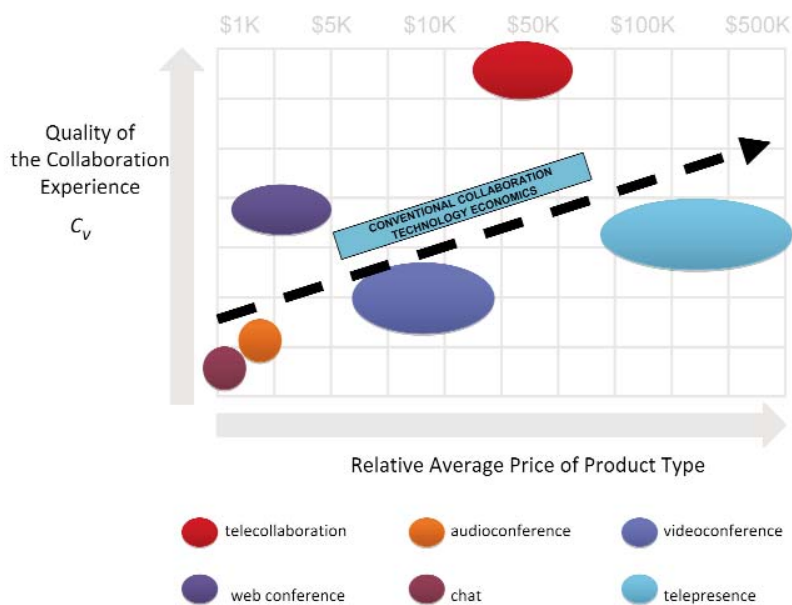 $1K $5K $10K $50K $100K $500K
Quality of
the Collaboration
Experience
Cv
CONVENTIONAL COLLABORATION
TECHNOLOGY ECONOMICS
Relative Average Price of Product Type
telecollaboration audioconference videoconference
web conference chat telepresence